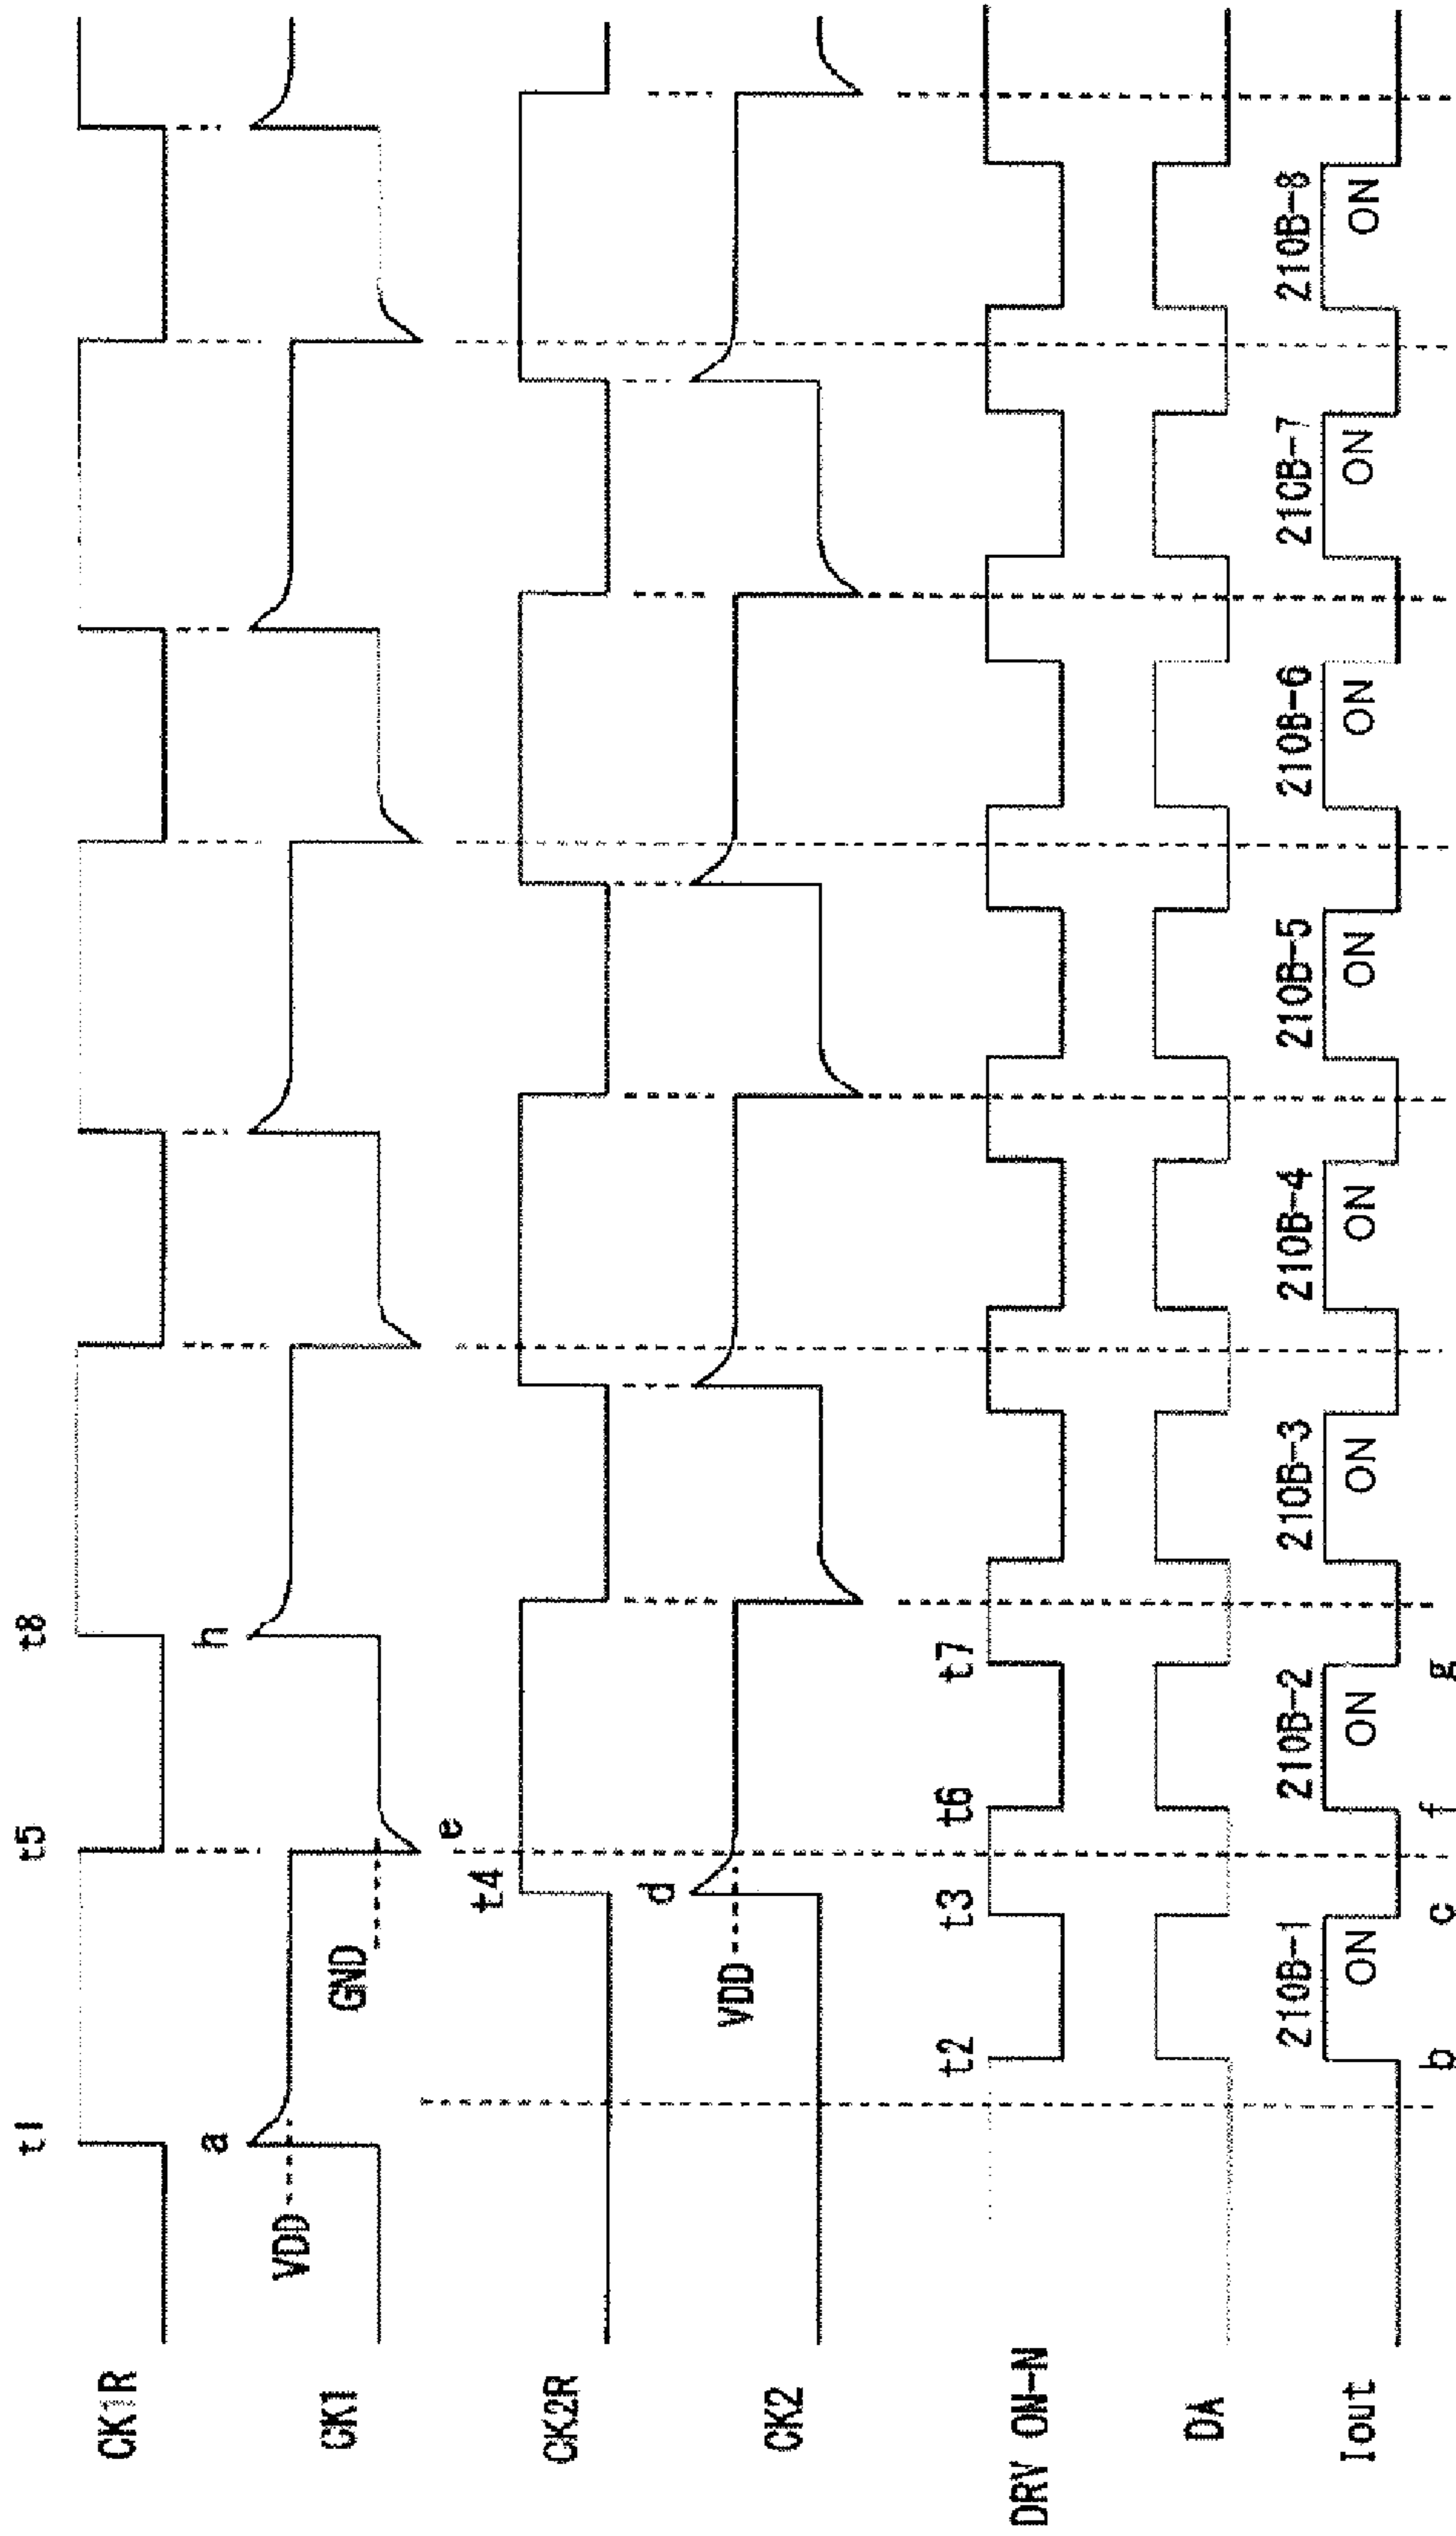 t1 t5 t8
CK1R
a h
VDD
CK1
GND
e
t4
CK2R
d
VDD
CK2
t2 t3 t6 t7
DRV ON-N
DA
210B-1 210B-2 210B-3 210B-4 210B-5 210B-6 210B-7 210B-8
ON ON ON ON ON ON ON ON
Iout
b c f g